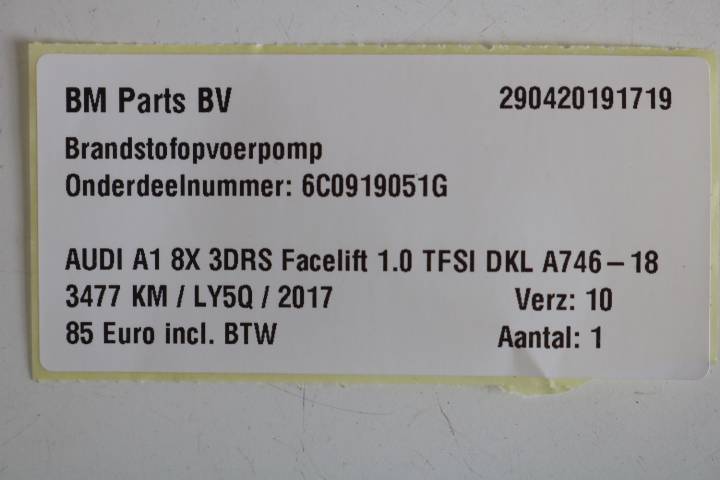 BM Parts BV 290420191719
Brandstofopvoerpomp
Onderdeelnummer: 6C0919051G
AUDI A1 8X 3DRS Facelift 1.0 TFSI DKL A746-18
3477 KM / LY5Q / 2017 Verz: 10
85 Euro incl. BTW Aantal: 1